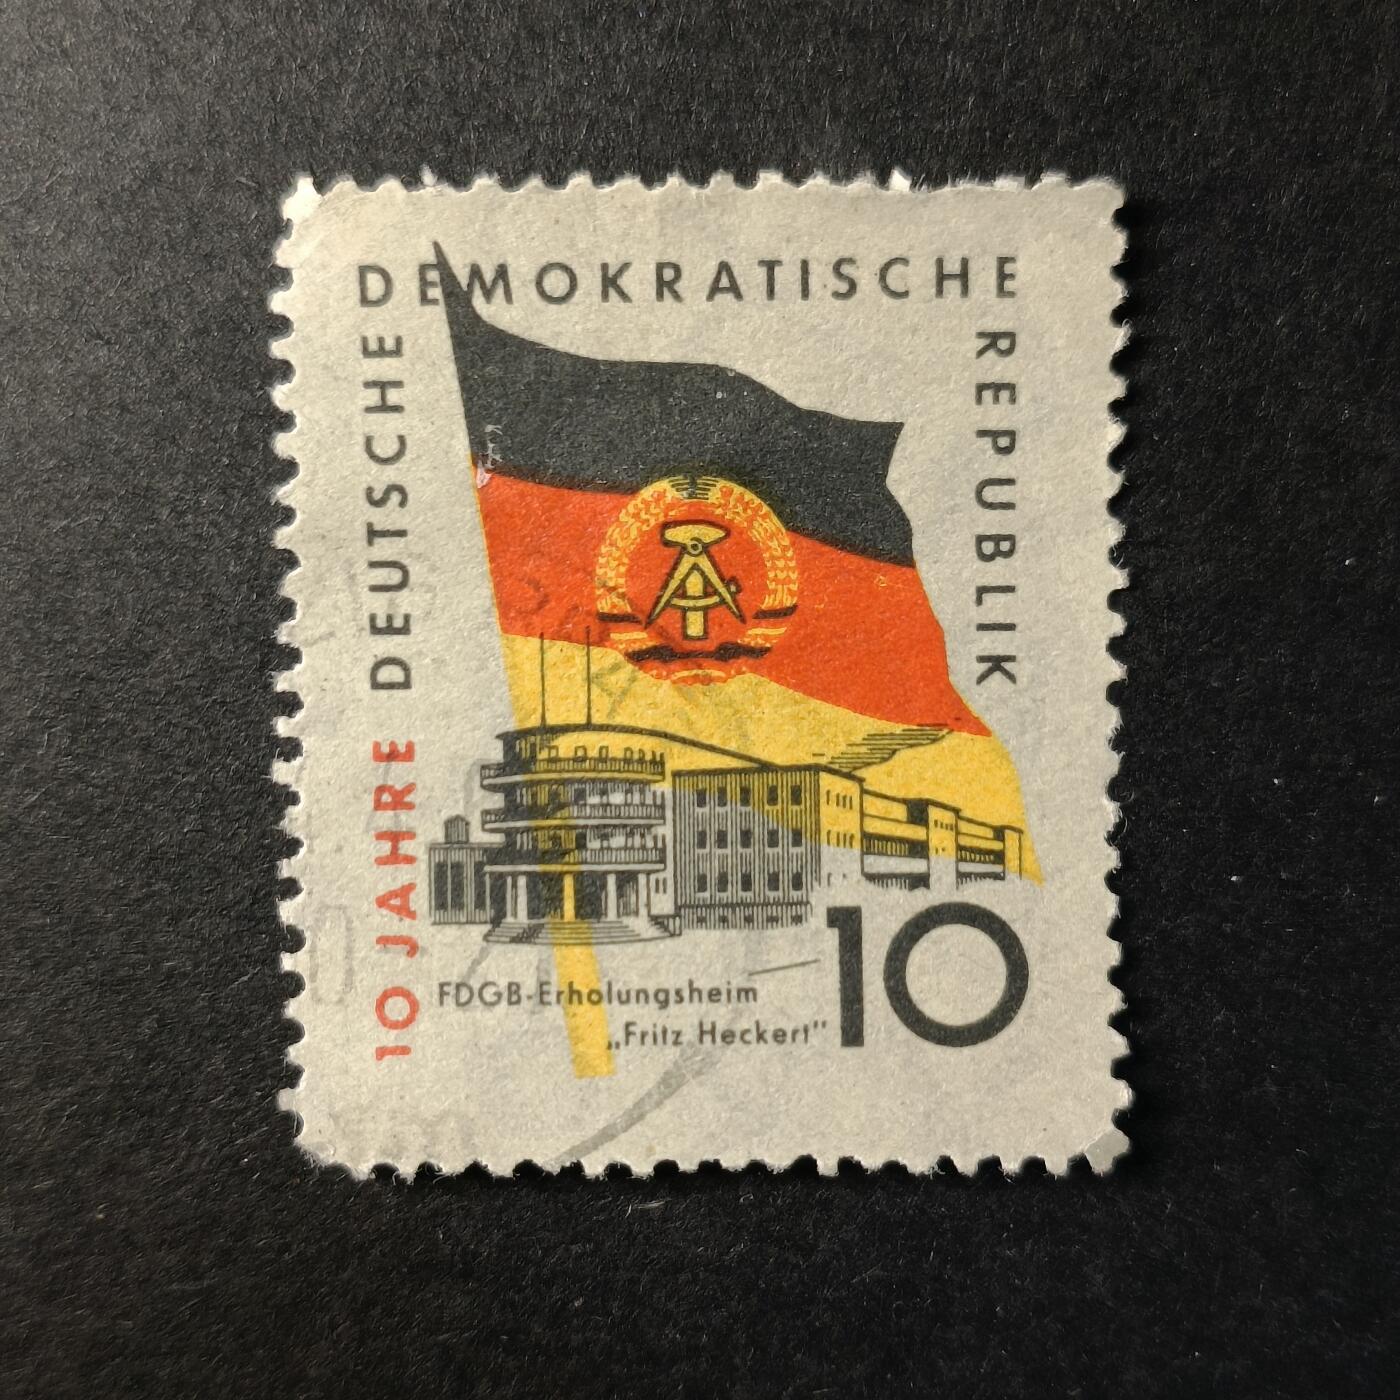 10 JAHRE DEUTSCHE
DEMOKRATISCHE
REPUBLIK
FDGB-Erholungsheim
„Fritz Heckert"
10